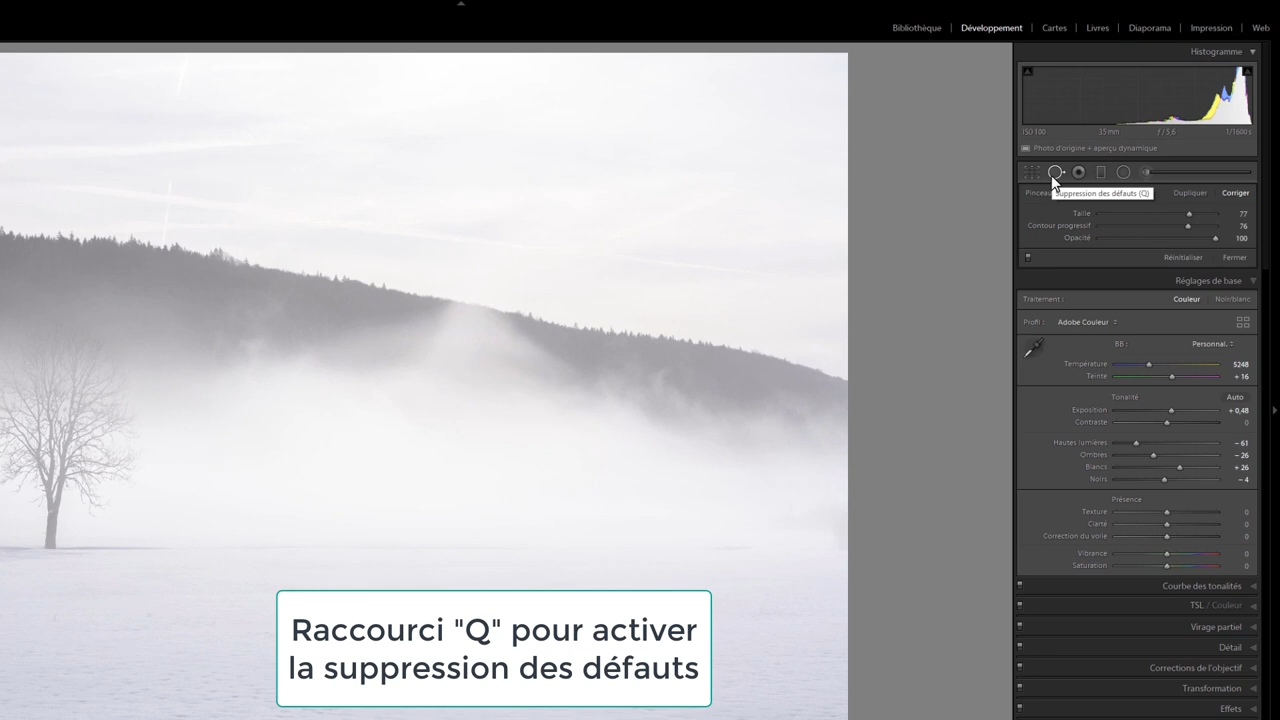 Bibliothèque | Développement | Cartes | Livres | Diaporama | Impression | Web
Histogramme
ISO 100 35 mm ƒ / 5,6 1/1600 s
Photo d'origine + aperçu dynamique
Pinceau Dupliquer Corriger
Suppression des défauts (Q)
Taille 77
Contour progressif 76
Opacité 100
Réinitialiser Fermer
Réglages de base
Traitement : Couleur Noir/blanc
Profil : Adobe Couleur
BB : Personnal.
Température 5248
Teinte + 16
Tonalité Auto
Exposition + 0,48
Contraste 0
Hautes lumières – 61
Ombres – 26
Blancs + 26
Noirs – 4
Présence
Texture 0
Clarté 0
Correction du voile 0
Vibrance 0
Saturation 0
Courbe des tonalités
TSL / Couleur
Virage partiel
Détail
Corrections de l'objectif
Transformation
Effets
Raccourci "Q" pour activer
la suppression des défauts